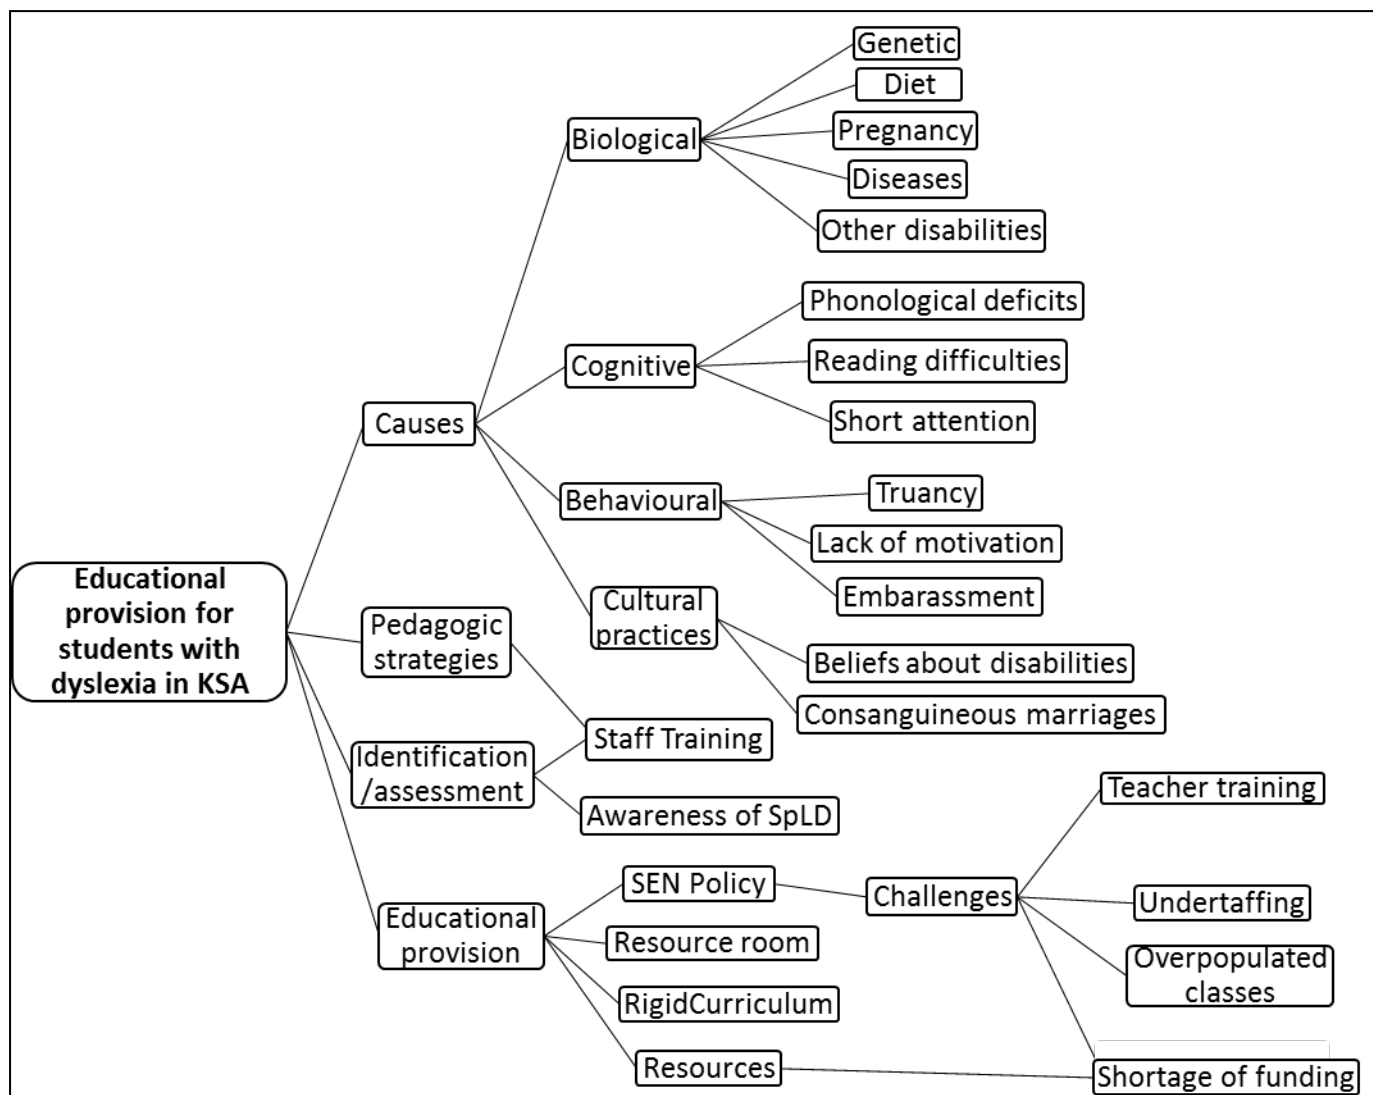 Genetic
Diet
Pregnancy
Diseases
Other disabilities
Biological
Phonological deficits
Reading difficulties
Short attention
Cognitive
Causes
Truancy
Lack of motivation
Embarassment
Behavioural
Cultural
practices
Beliefs about disabilities
Consanguineous marriages
Educational
provision for
students with
dyslexia in KSA
Pedagogic
strategies
Staff Training
Identification
/assessment
Awareness of SpLD
Educational
provision
SEN Policy
Resource room
RigidCurriculum
Resources
Challenges
Teacher training
Undertaffing
Overpopulated
classes
Shortage of funding